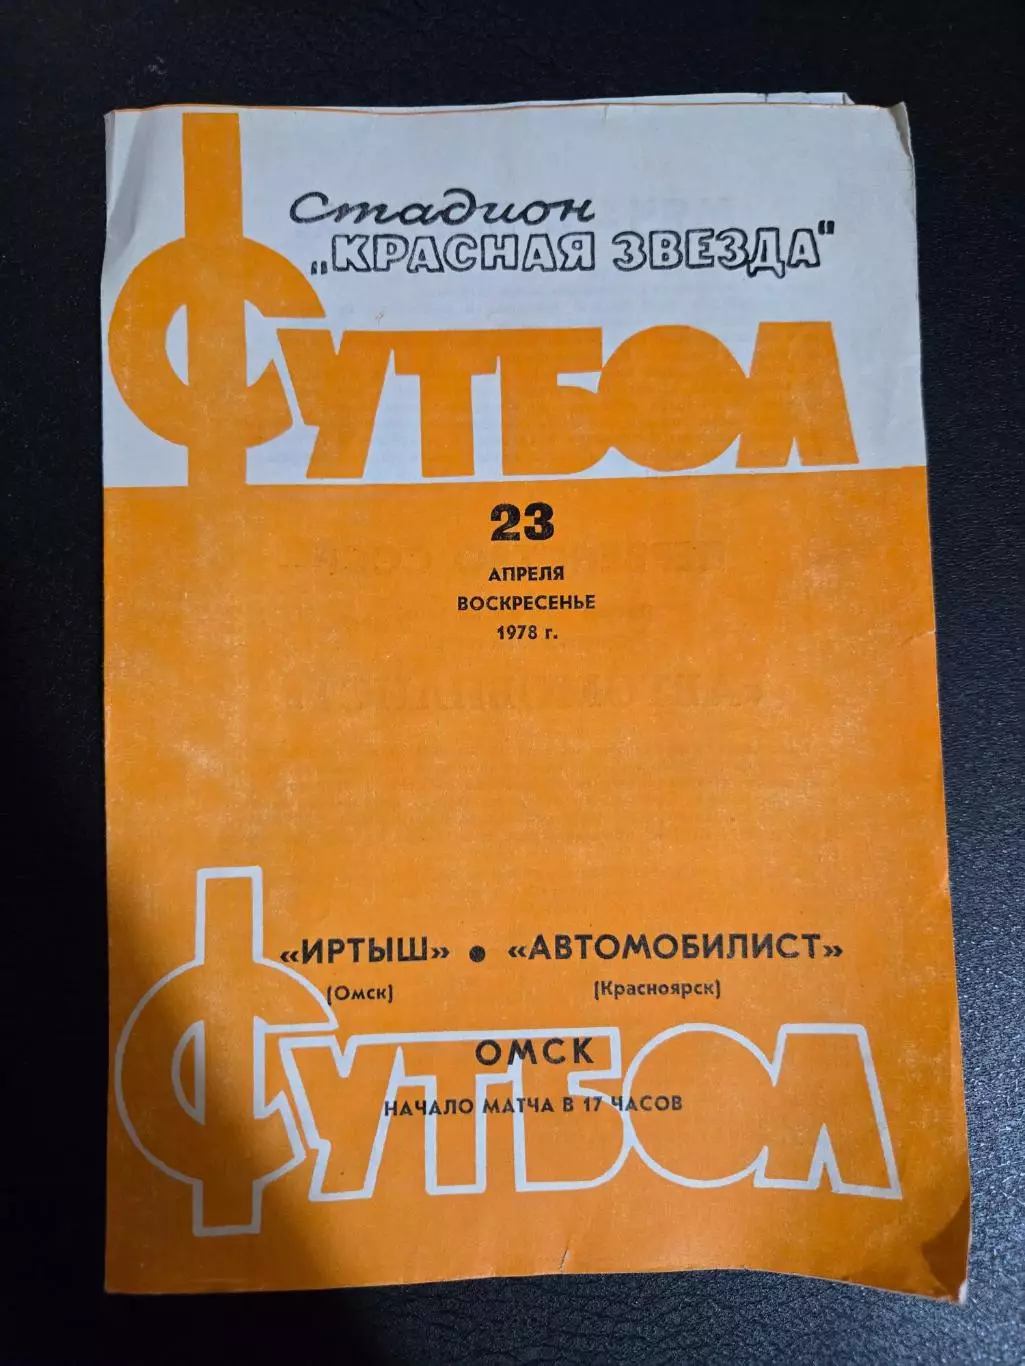 Стадион
„КРАСНАЯ ЗВЕЗДА"
ФУТБОЛ
23
АПРЕЛЯ
ВОСКРЕСЕНЬЕ
1978 г.
«ИРТЫШ» • «АВТОМОБИЛИСТ»
(Омск) (Красноярск)
ОМСК
НАЧАЛО МАТЧА В 17 ЧАСОВ
ФУТБОЛ